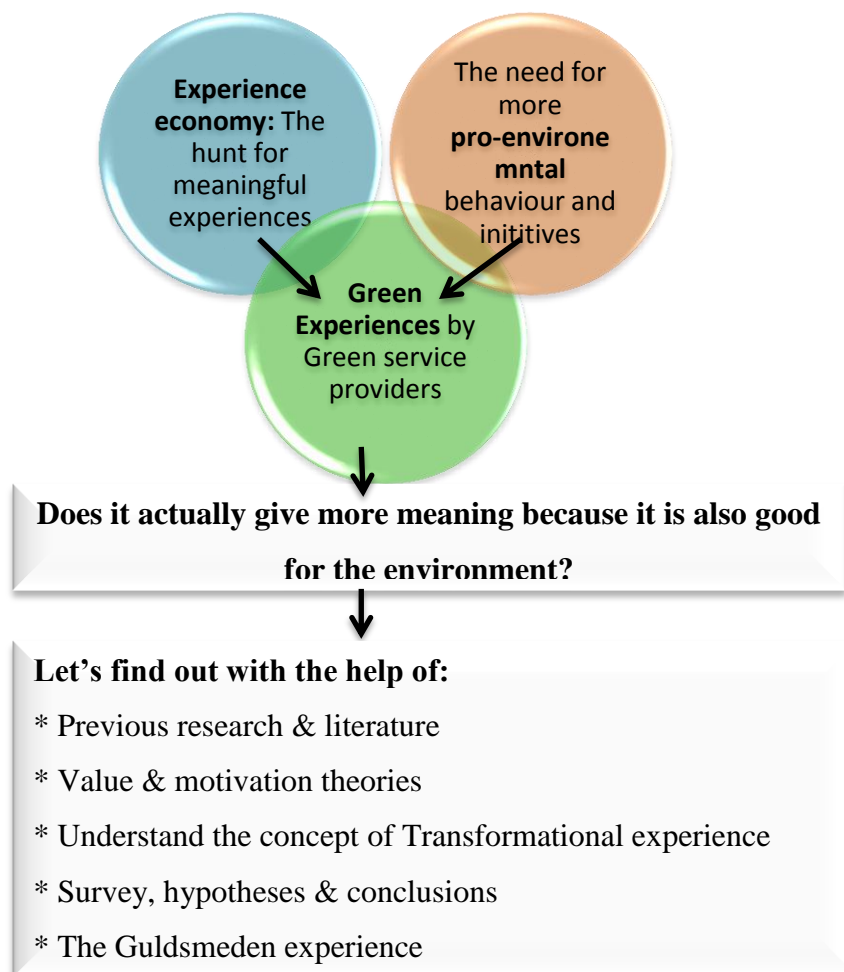 Experience
economy: The
hunt for
meaningful
experiences
The need for
more
pro-environe
mntal
behaviour and
inititives
Green
Experiences by
Green service
providers
Does it actually give more meaning because it is also good
for the environment?
Let's find out with the help of:
* Previous research & literature
* Value & motivation theories
* Understand the concept of Transformational experience
* Survey, hypotheses & conclusions
* The Guldsmeden experience